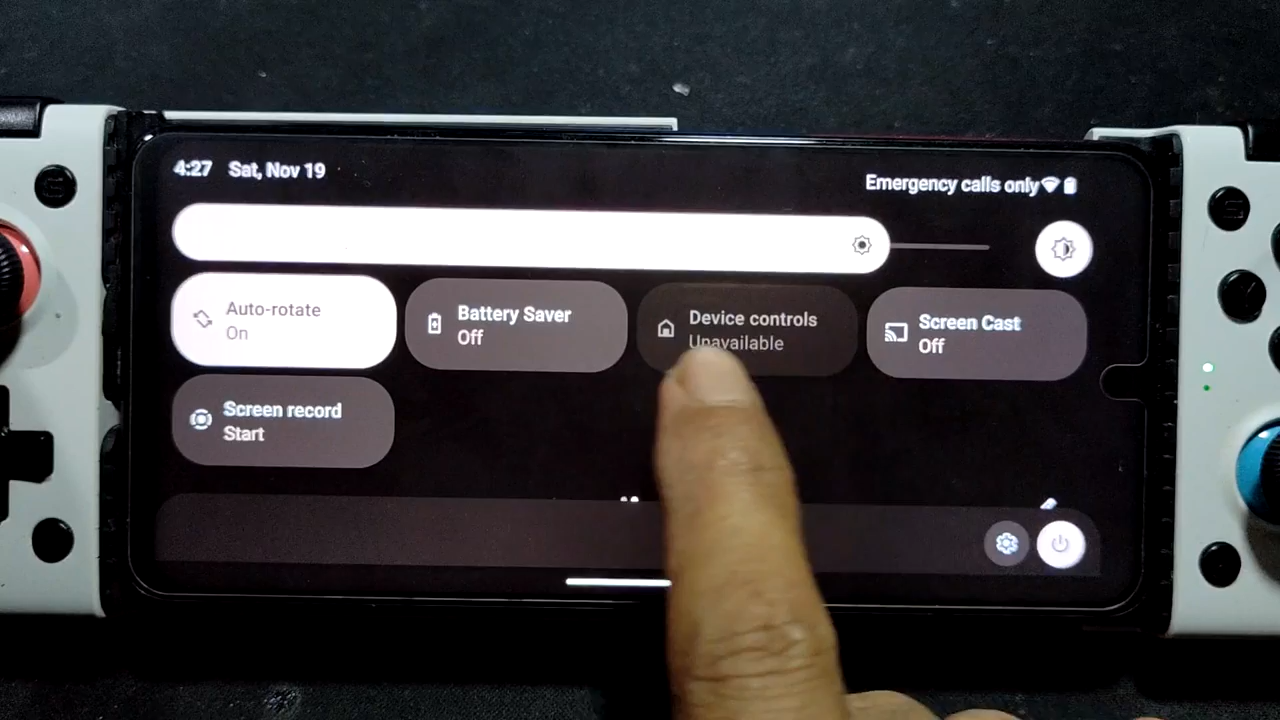 4:27 Sat, Nov 19
Emergency calls only
Auto-rotate
On
Battery Saver
Off
Device controls
Unavailable
Screen Cast
Off
Screen record
Start